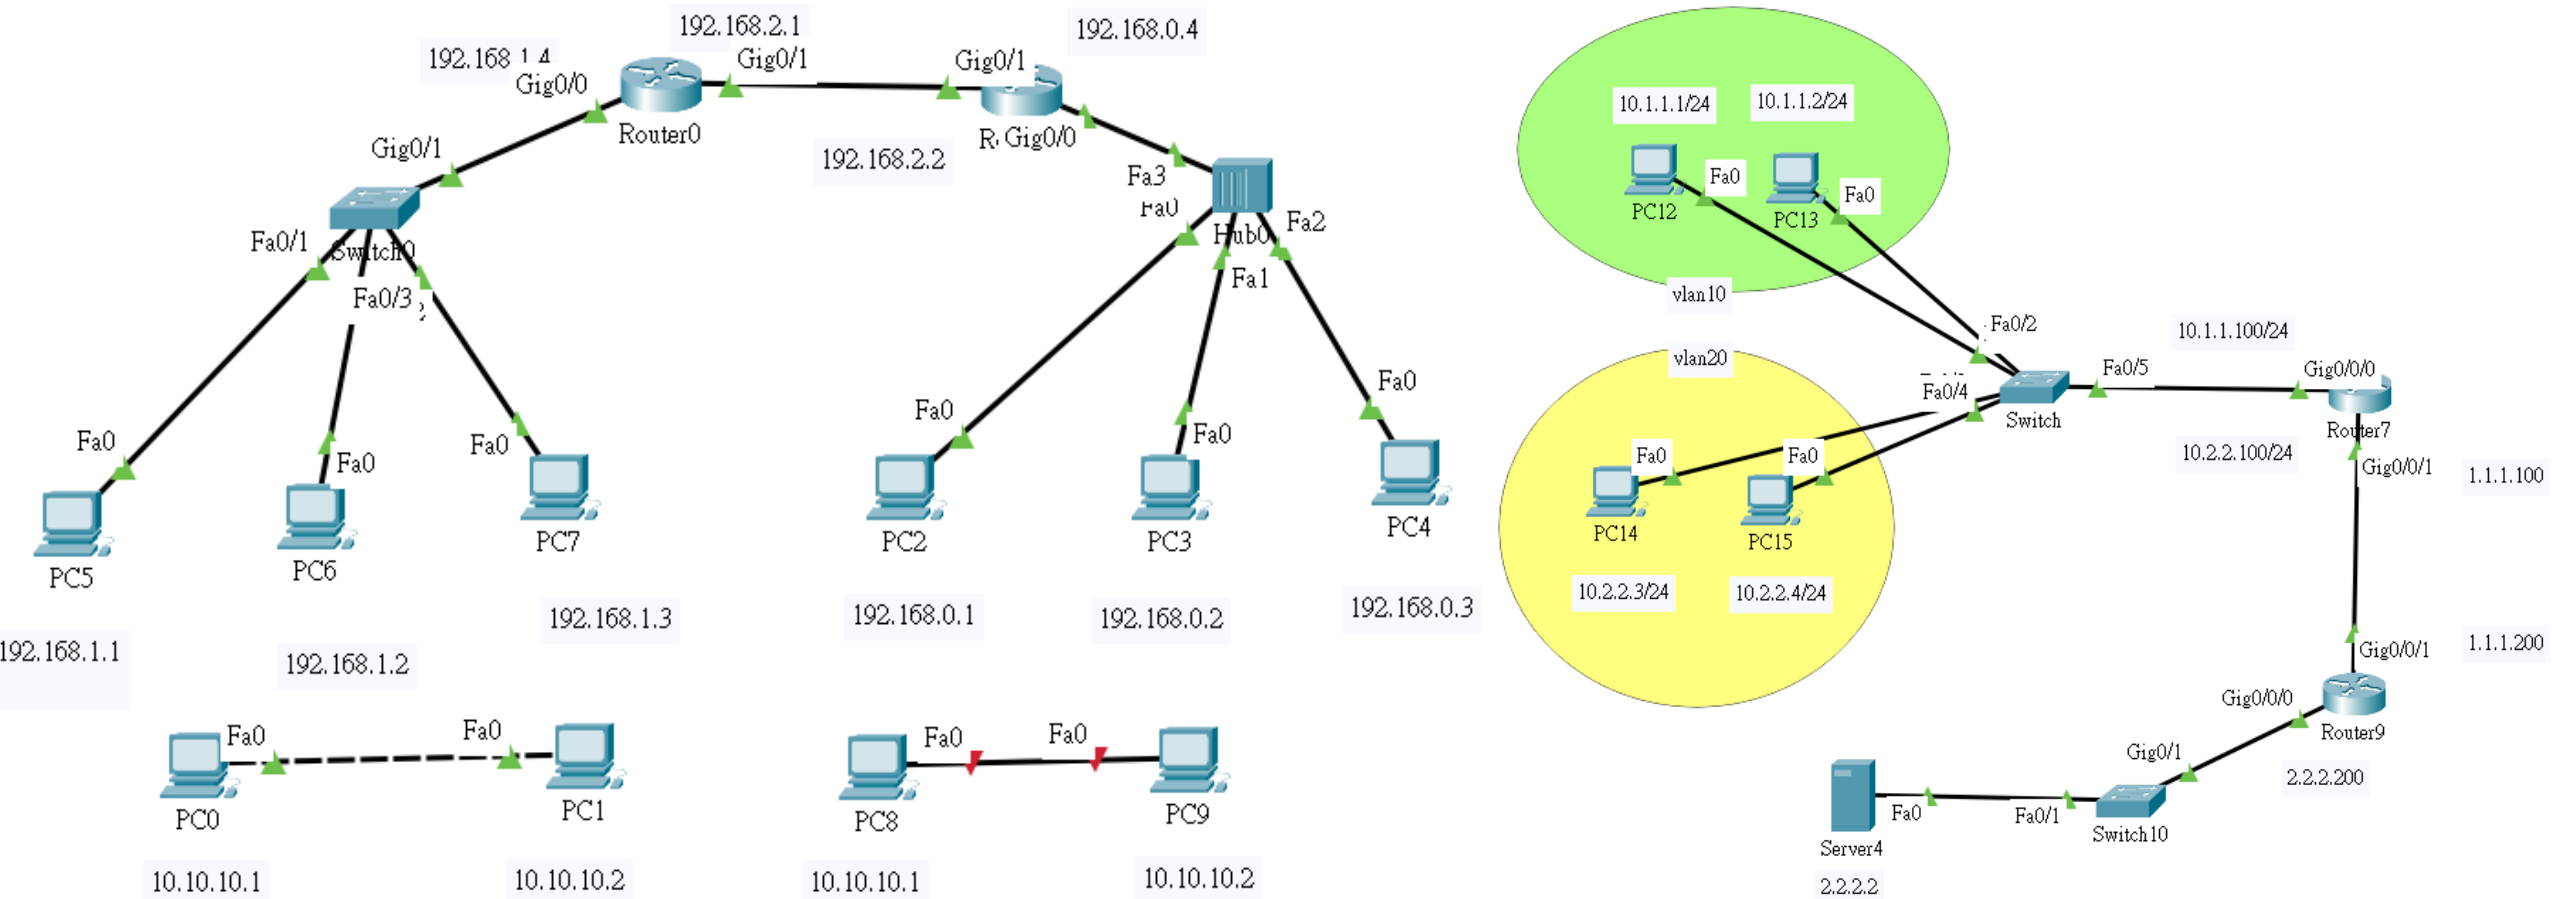 192.168.2.1
192.168.1.4
Gig0/0
Gig0/1
Gig0/1
192.168.0.4
Router0
Gig0/0
Gig0/1
192.168.2.2
Fa3
Fa0
Fa2
Hub0
Fa1
Fa0/1
Switch0
Fa0/3
Fa0
Fa0
Fa0
Fa0
Fa0
Fa0
PC5
PC6
PC7
PC2
PC3
PC4
192.168.1.1
192.168.1.2
192.168.1.3
192.168.0.1
192.168.0.2
192.168.0.3
Fa0
Fa0
PC0
PC1
10.10.10.1
10.10.10.2
Fa0
Fa0
PC8
PC9
10.10.10.1
10.10.10.2
10.1.1.1/24
10.1.1.2/24
Fa0
Fa0
PC12
PC13
vlan10
vlan20
Fa0/2
Fa0/4
Switch
Fa0/5
10.1.1.100/24
Gig0/0/0
Router7
10.2.2.100/24
Gig0/0/1
1.1.1.100
Fa0
Fa0
PC14
PC15
10.2.2.3/24
10.2.2.4/24
Gig0/0/1
1.1.1.200
Gig0/0/0
Router9
Gig0/1
2.2.2.200
Fa0
Fa0/1
Switch10
Server4
2.2.2.2